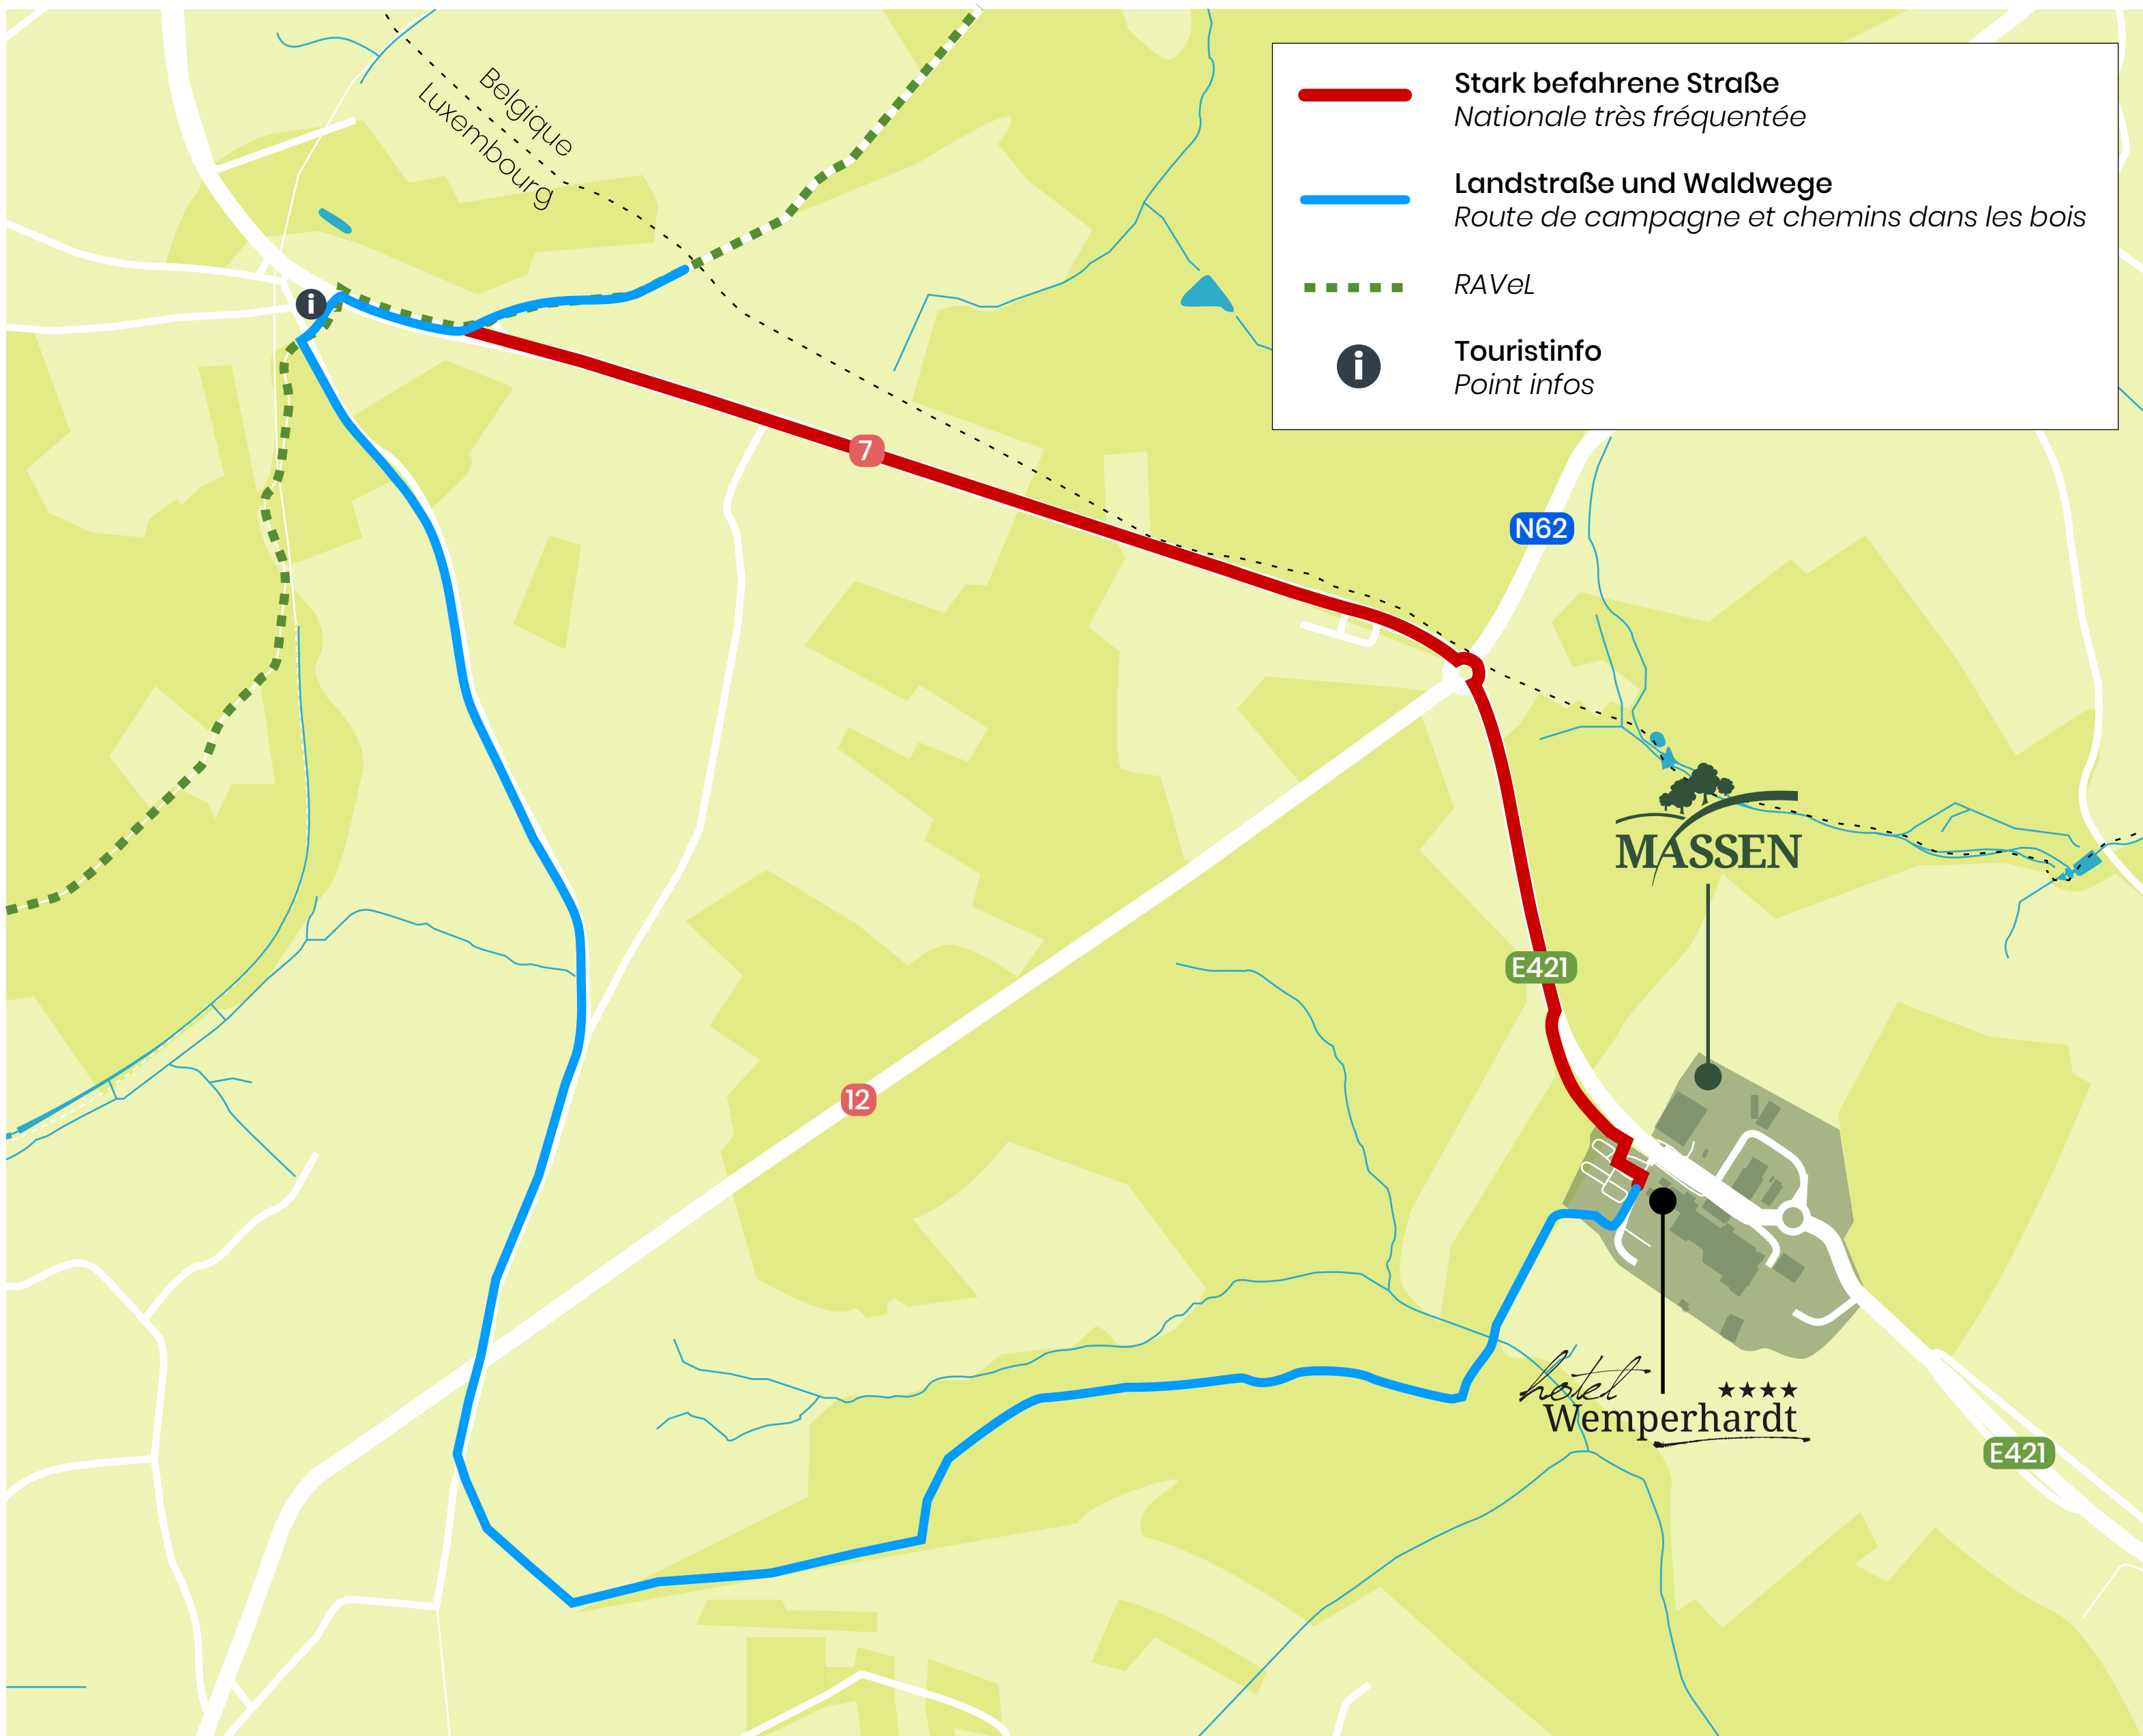 Belgique
Luxembourg
Stark befahrene Straße
Nationale très fréquentée
Landstraße und Waldwege
Route de campagne et chemins dans les bois
RAVeL
i
Touristinfo
Point infos
i
7
N62
MASSEN
E421
12
hotel
★★★★
Wemperhardt
E421